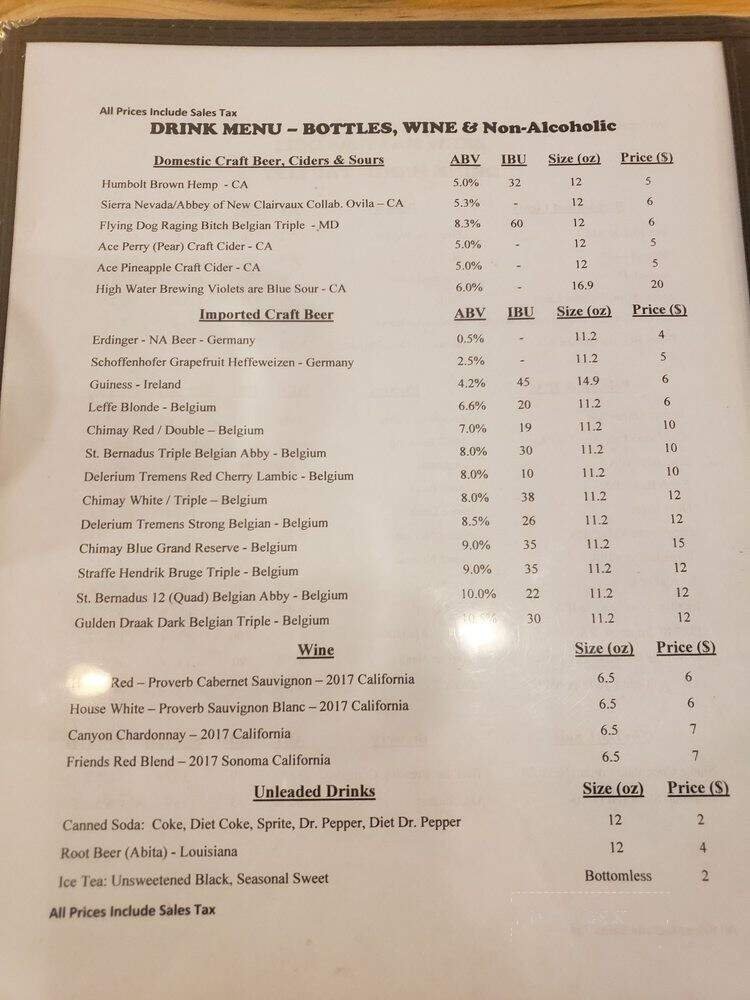 All Prices Include Sales Tax
DRINK MENU – BOTTLES, WINE & Non-Alcoholic
Domestic Craft Beer, Ciders & Sours ABV IBU Size (oz) Price ($)
Humbolt Brown Hemp - CA 5.0% 32 12 5
Sierra Nevada/Abbey of New Clairvaux Collab. Ovila – CA 5.3% - 12 6
Flying Dog Raging Bitch Belgian Triple - MD 8.3% 60 12 6
Ace Perry (Pear) Craft Cider - CA 5.0% - 12 5
Ace Pineapple Craft Cider - CA 5.0% - 12 5
High Water Brewing Violets are Blue Sour - CA 6.0% - 16.9 20
Imported Craft Beer ABV IBU Size (oz) Price ($)
Erdinger - NA Beer - Germany 0.5% - 11.2 4
Schoffenhofer Grapefruit Heffeweizen - Germany 2.5% - 11.2 5
Guiness - Ireland 4.2% 45 14.9 6
Leffe Blonde - Belgium 6.6% 20 11.2 6
Chimay Red / Double – Belgium 7.0% 19 11.2 10
St. Bernadus Triple Belgian Abby - Belgium 8.0% 30 11.2 10
Delerium Tremens Red Cherry Lambic - Belgium 8.0% 10 11.2 10
Chimay White / Triple – Belgium 8.0% 38 11.2 12
Delerium Tremens Strong Belgian - Belgium 8.5% 26 11.2 12
Chimay Blue Grand Reserve - Belgium 9.0% 35 11.2 15
Straffe Hendrik Bruge Triple - Belgium 9.0% 35 11.2 12
St. Bernadus 12 (Quad) Belgian Abby - Belgium 10.0% 22 11.2 12
Gulden Draak Dark Belgian Triple - Belgium 10.5% 30 11.2 12
Wine Size (oz) Price ($)
Red – Proverb Cabernet Sauvignon – 2017 California 6.5 6
House White – Proverb Sauvignon Blanc – 2017 California 6.5 6
Canyon Chardonnay – 2017 California 6.5 7
Friends Red Blend – 2017 Sonoma California 6.5 7
Unleaded Drinks Size (oz) Price ($)
Canned Soda: Coke, Diet Coke, Sprite, Dr. Pepper, Diet Dr. Pepper 12 2
Root Beer (Abita) - Louisiana 12 4
Ice Tea: Unsweetened Black, Seasonal Sweet Bottomless 2
All Prices Include Sales Tax